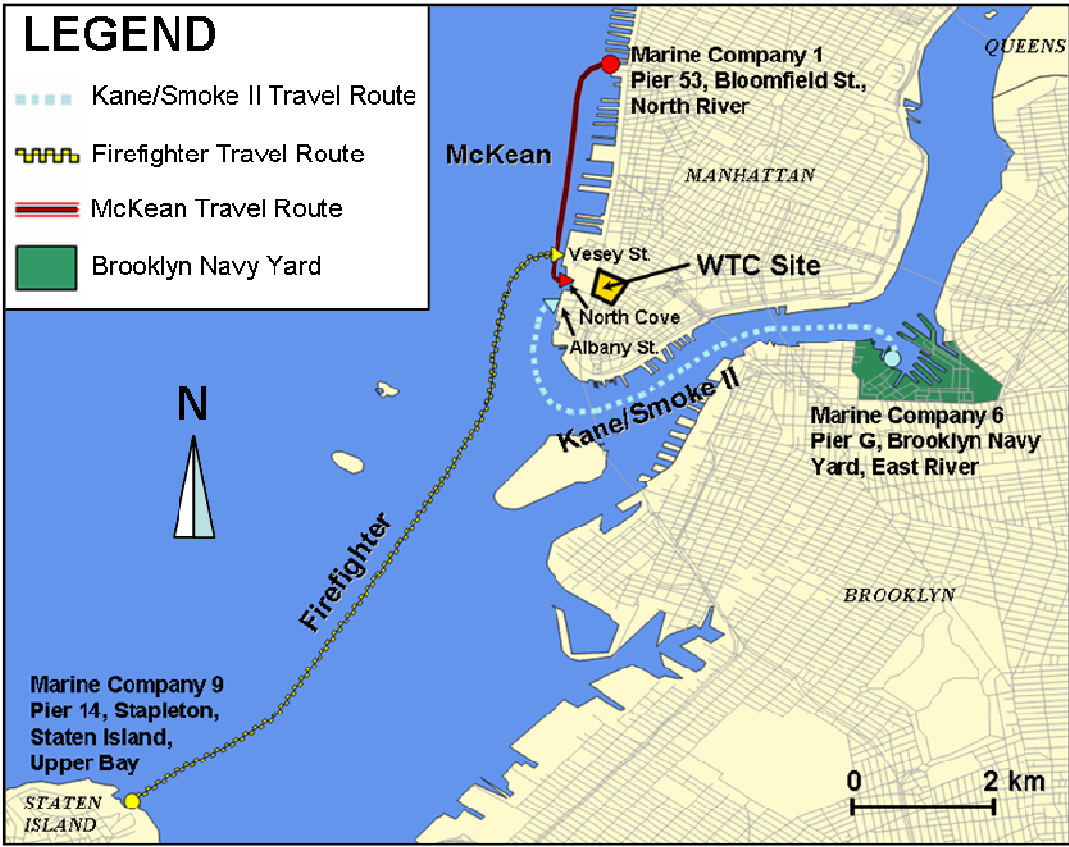 LEGEND
Kane/Smoke II Travel Route
Firefighter Travel Route
McKean Travel Route
Brooklyn Navy Yard
QUEENS
Marine Company 1
Pier 53, Bloomfield St.,
North River
McKean
MANHATTAN
Vesey St.
WTC Site
North Cove
Albany St.
Kane/Smoke II
Marine Company 6
Pier G, Brooklyn Navy
Yard, East River
N
Firefighter
BROOKLYN
Marine Company 9
Pier 14, Stapleton,
Staten Island,
Upper Bay
STATEN
ISLAND
0 2 km